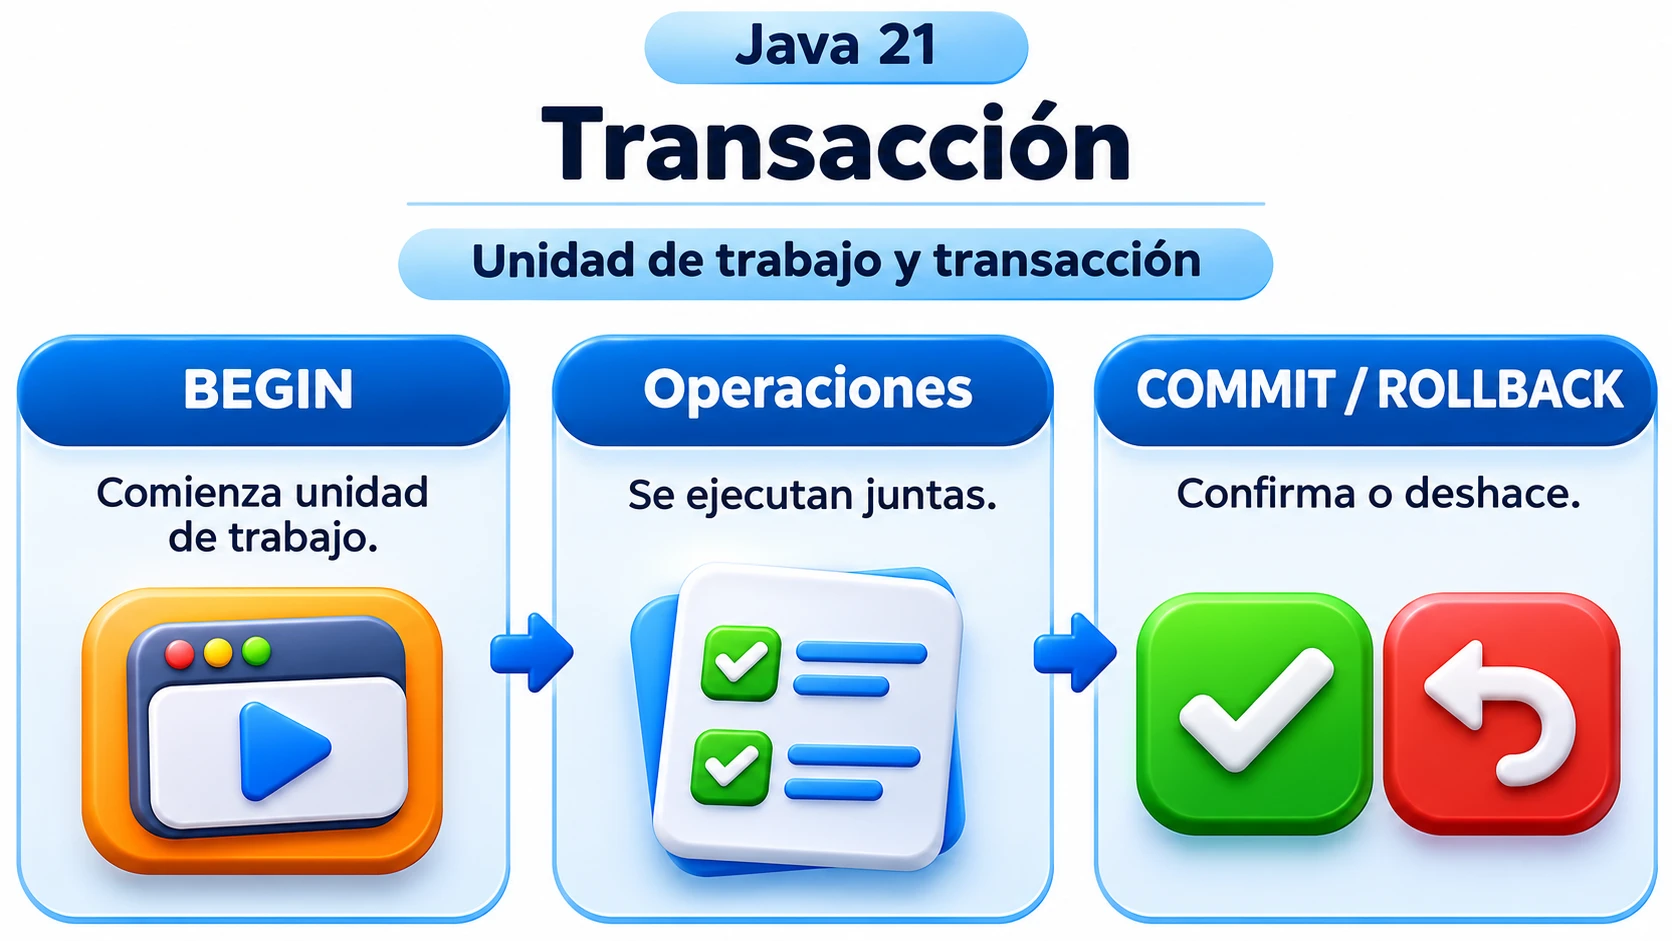 Java 21
Transacción
Unidad de trabajo y transacción
BEGIN
Comienza unidad
de trabajo.
Operaciones
Se ejecutan juntas.
COMMIT / ROLLBACK
Confirma o deshace.